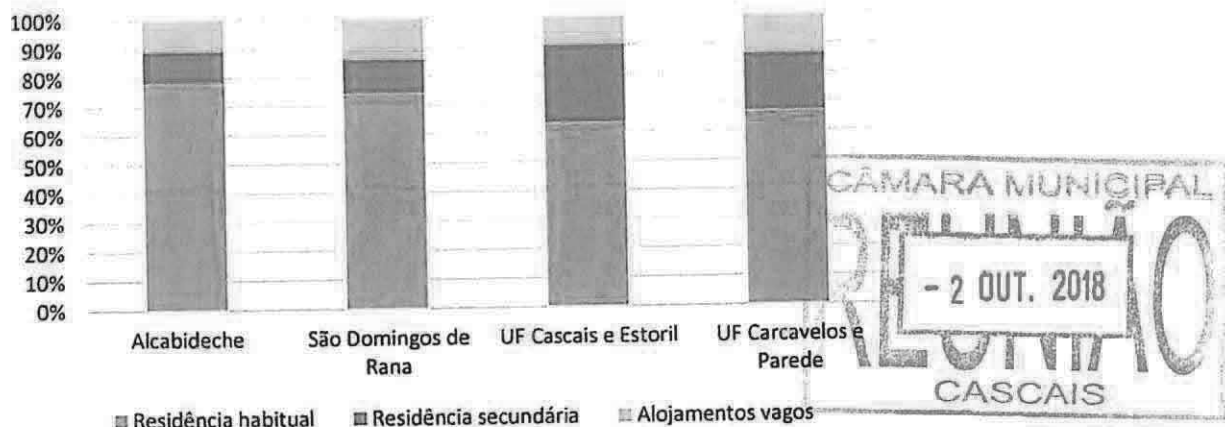 100%
90%
80%
70%
60%
50%
40%
30%
20%
10%
0%
Alcabideche
São Domingos de
Rana
UF Cascais e Estoril
UF Carcavelos e
Parede
Residência habitual
Residência secundária
Alojamentos vagos
CÂMARA MUNICIPAL
REUNIÃO
- 2 OUT. 2018
CASCAIS